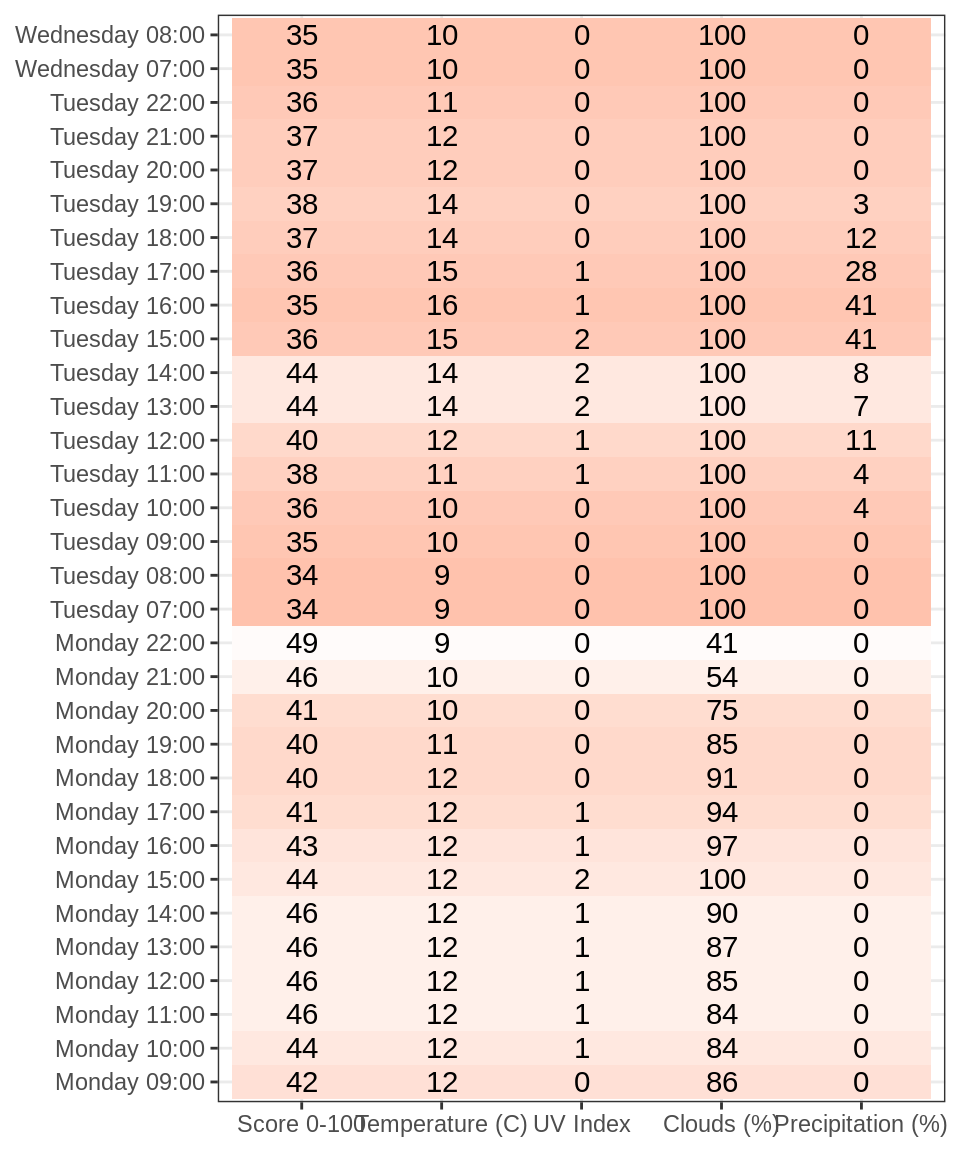 Wednesday 08:00 35 10 0 100 0
Wednesday 07:00 35 10 0 100 0
Tuesday 22:00 36 11 0 100 0
Tuesday 21:00 37 12 0 100 0
Tuesday 20:00 37 12 0 100 0
Tuesday 19:00 38 14 0 100 3
Tuesday 18:00 37 14 0 100 12
Tuesday 17:00 36 15 1 100 28
Tuesday 16:00 35 16 1 100 41
Tuesday 15:00 36 15 2 100 41
Tuesday 14:00 44 14 2 100 8
Tuesday 13:00 44 14 2 100 7
Tuesday 12:00 40 12 1 100 11
Tuesday 11:00 38 11 1 100 4
Tuesday 10:00 36 10 0 100 4
Tuesday 09:00 35 10 0 100 0
Tuesday 08:00 34 9 0 100 0
Tuesday 07:00 34 9 0 100 0
Monday 22:00 49 9 0 41 0
Monday 21:00 46 10 0 54 0
Monday 20:00 41 10 0 75 0
Monday 19:00 40 11 0 85 0
Monday 18:00 40 12 0 91 0
Monday 17:00 41 12 1 94 0
Monday 16:00 43 12 1 97 0
Monday 15:00 44 12 2 100 0
Monday 14:00 46 12 1 90 0
Monday 13:00 46 12 1 87 0
Monday 12:00 46 12 1 85 0
Monday 11:00 46 12 1 84 0
Monday 10:00 44 12 1 84 0
Monday 09:00 42 12 0 86 0
Score 0-100 Temperature (C) UV Index Clouds (%) Precipitation (%)